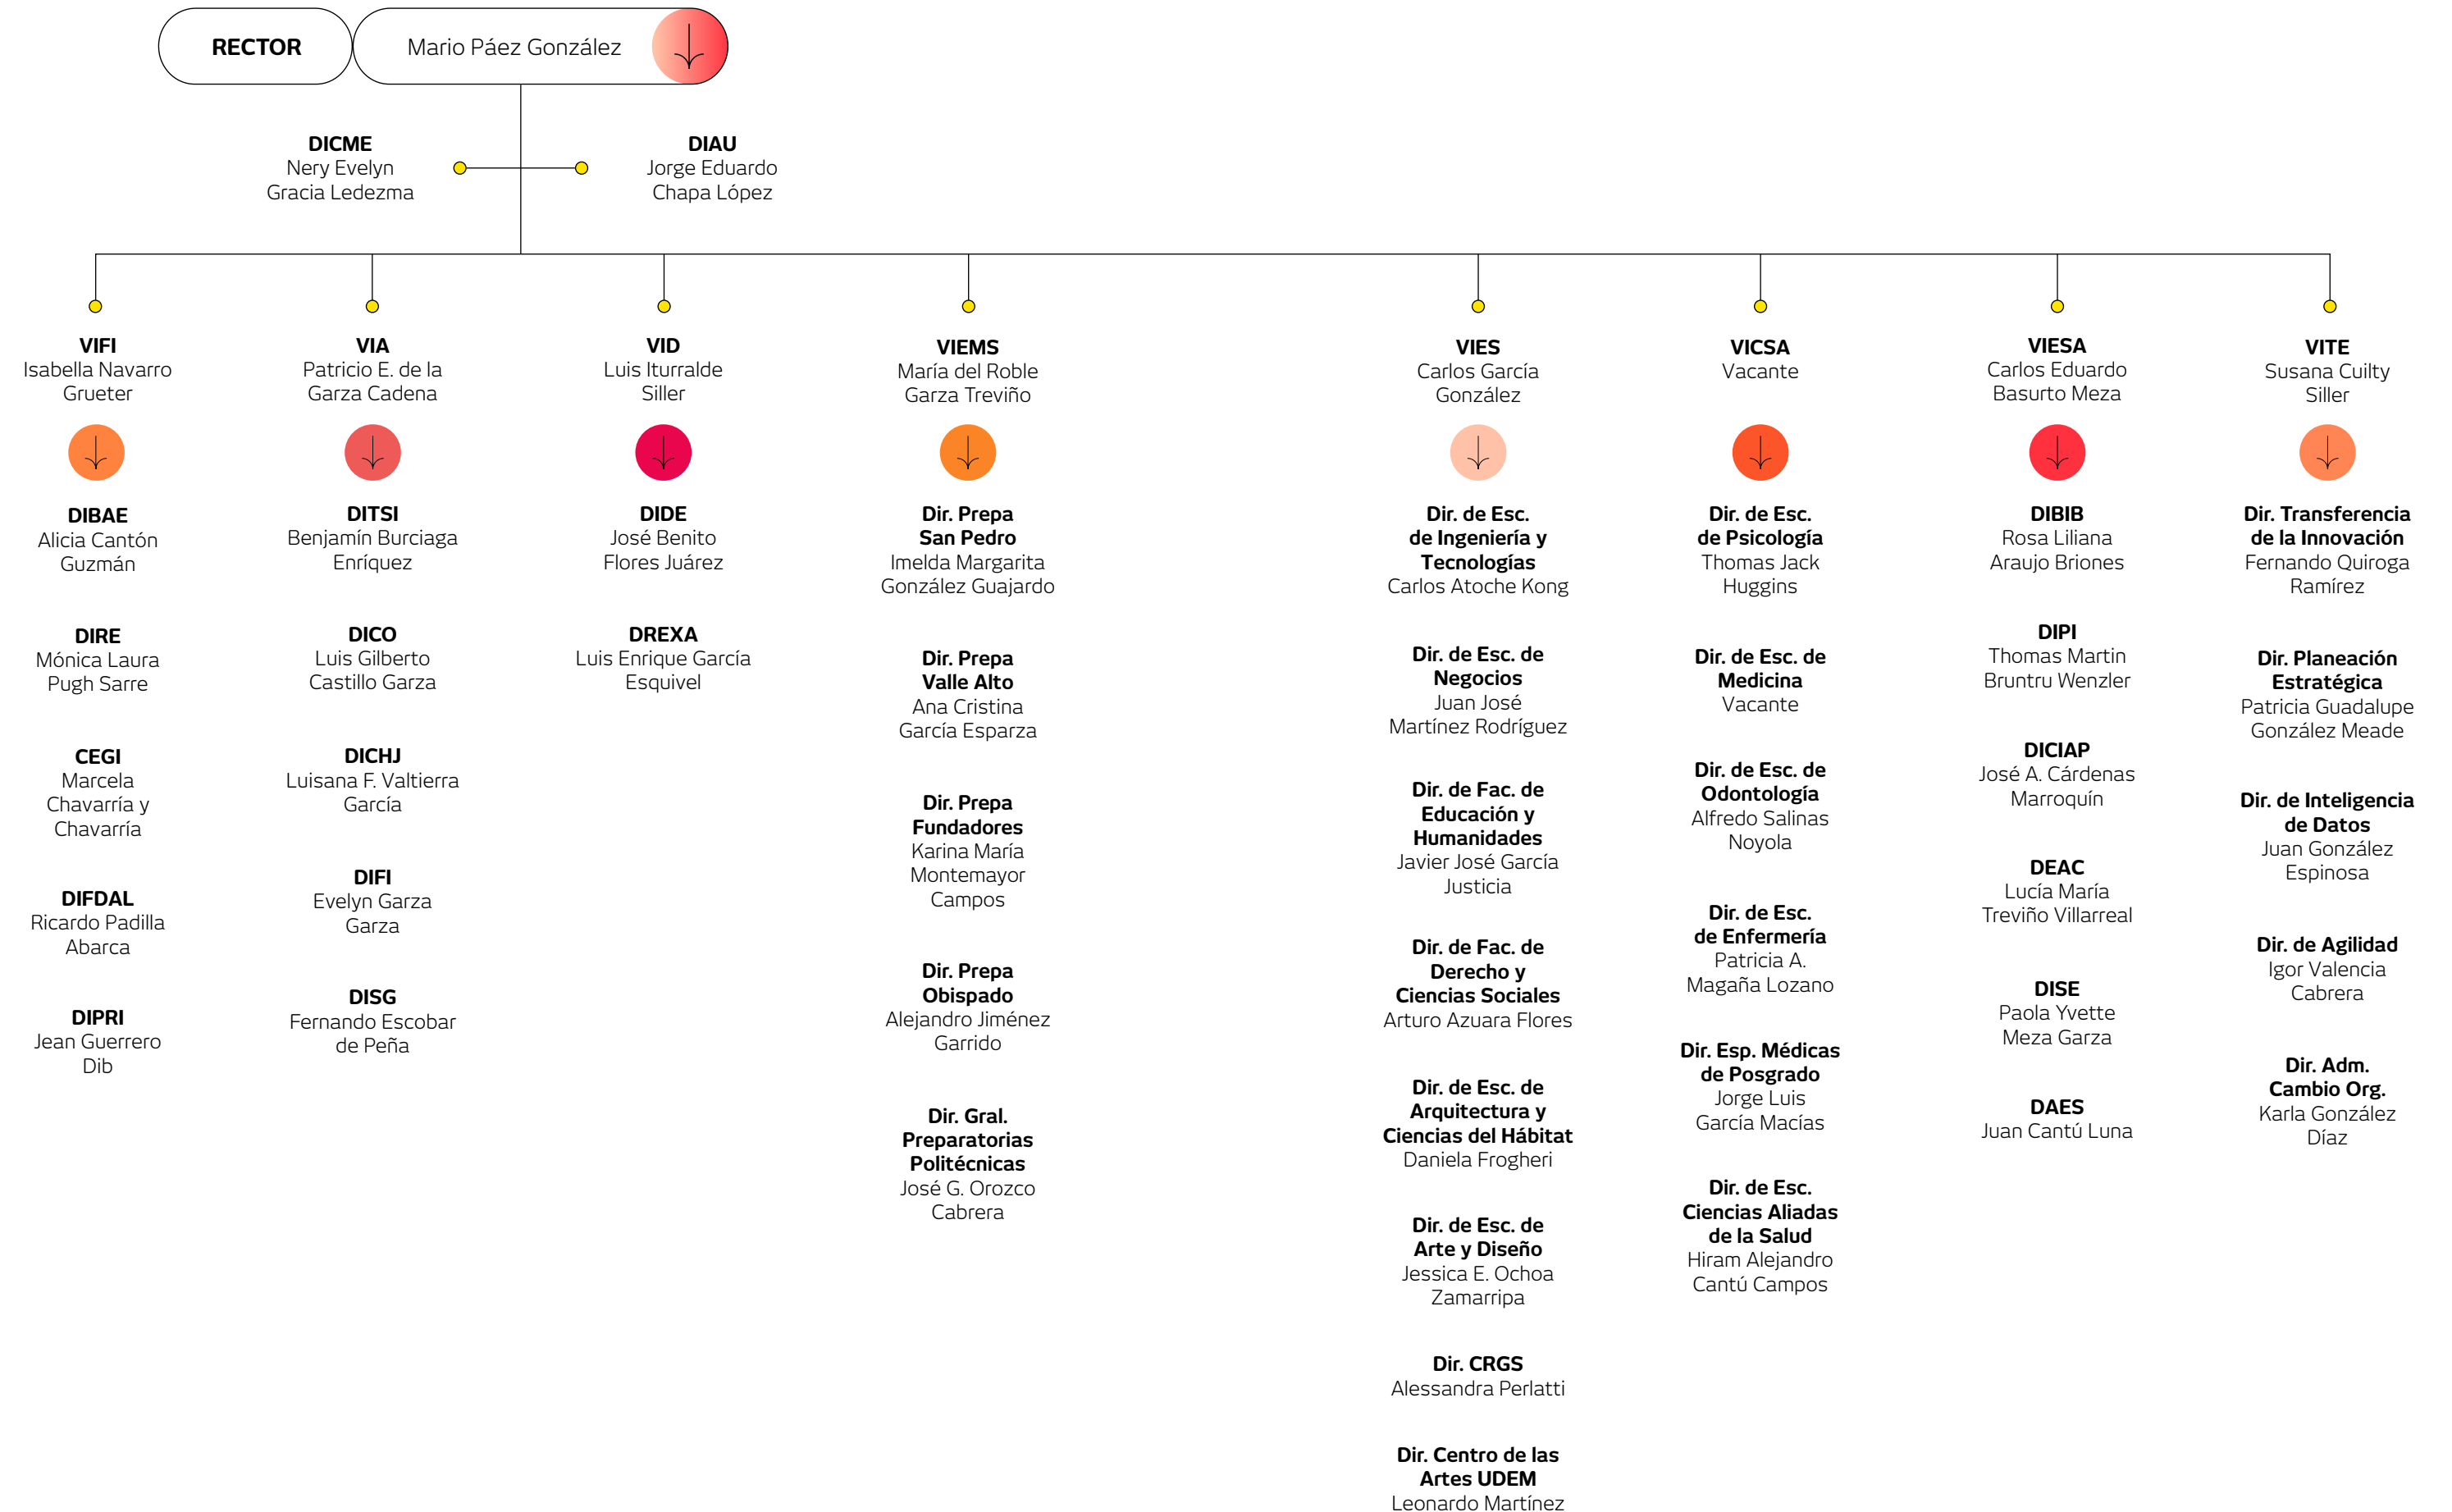 RECTOR
Mario Páez González
DICME
Nery Evelyn
Gracia Ledezma
DIAU
Jorge Eduardo
Chapa López
VIFI
Isabella Navarro
Grueter
DIBAE
Alicia Cantón
Guzmán
DIRE
Mónica Laura
Pugh Sarre
CEGI
Marcela
Chavarría y
Chavarría
DIFDAL
Ricardo Padilla
Abarca
DIPRI
Jean Guerrero
Dib
VIA
Patricio E. de la
Garza Cadena
DITSI
Benjamín Burciaga
Enríquez
DICO
Luis Gilberto
Castillo Garza
DICHJ
Luisana F. Valtierra
García
DIFI
Evelyn Garza
Garza
DISG
Fernando Escobar
de Peña
VID
Luis Iturralde
Siller
DIDE
José Benito
Flores Juárez
DREXA
Luis Enrique García
Esquivel
VIEMS
María del Roble
Garza Treviño
Dir. Prepa
San Pedro
Imelda Margarita
González Guajardo
Dir. Prepa
Valle Alto
Ana Cristina
García Esparza
Dir. Prepa
Fundadores
Karina María
Montemayor
Campos
Dir. Prepa
Obispado
Alejandro Jiménez
Garrido
Dir. Gral.
Preparatorias
Politécnicas
José G. Orozco
Cabrera
VIES
Carlos García
González
Dir. de Esc.
de Ingeniería y
Tecnologías
Carlos Atoche Kong
Dir. de Esc. de
Negocios
Juan José
Martínez Rodríguez
Dir. de Fac. de
Educación y
Humanidades
Javier José García
Justicia
Dir. de Fac. de
Derecho y
Ciencias Sociales
Arturo Azuara Flores
Dir. de Esc. de
Arquitectura y
Ciencias del Hábitat
Daniela Frogheri
Dir. de Esc. de
Arte y Diseño
Jessica E. Ochoa
Zamarripa
Dir. CRGS
Alessandra Perlatti
Dir. Centro de las
Artes UDEM
Leonardo Martínez
VICSA
Vacante
Dir. de Esc.
de Psicología
Thomas Jack
Huggins
Dir. de Esc. de
Medicina
Vacante
Dir. de Esc. de
Odontología
Alfredo Salinas
Noyola
Dir. de Esc.
de Enfermería
Patricia A.
Magaña Lozano
Dir. Esp. Médicas
de Posgrado
Jorge Luis
García Macías
Dir. de Esc.
Ciencias Aliadas
de la Salud
Hiram Alejandro
Cantú Campos
VIESA
Carlos Eduardo
Basurto Meza
DIBIB
Rosa Liliana
Araujo Briones
DIPI
Thomas Martin
Bruntru Wenzler
DICIAP
José A. Cárdenas
Marroquín
DEAC
Lucía María
Treviño Villarreal
DISE
Paola Yvette
Meza Garza
DAES
Juan Cantú Luna
VITE
Susana Cuilty
Siller
Dir. Transferencia
de la Innovación
Fernando Quiroga
Ramírez
Dir. Planeación
Estratégica
Patricia Guadalupe
González Meade
Dir. de Inteligencia
de Datos
Juan González
Espinosa
Dir. de Agilidad
Igor Valencia
Cabrera
Dir. Adm.
Cambio Org.
Karla González
Díaz